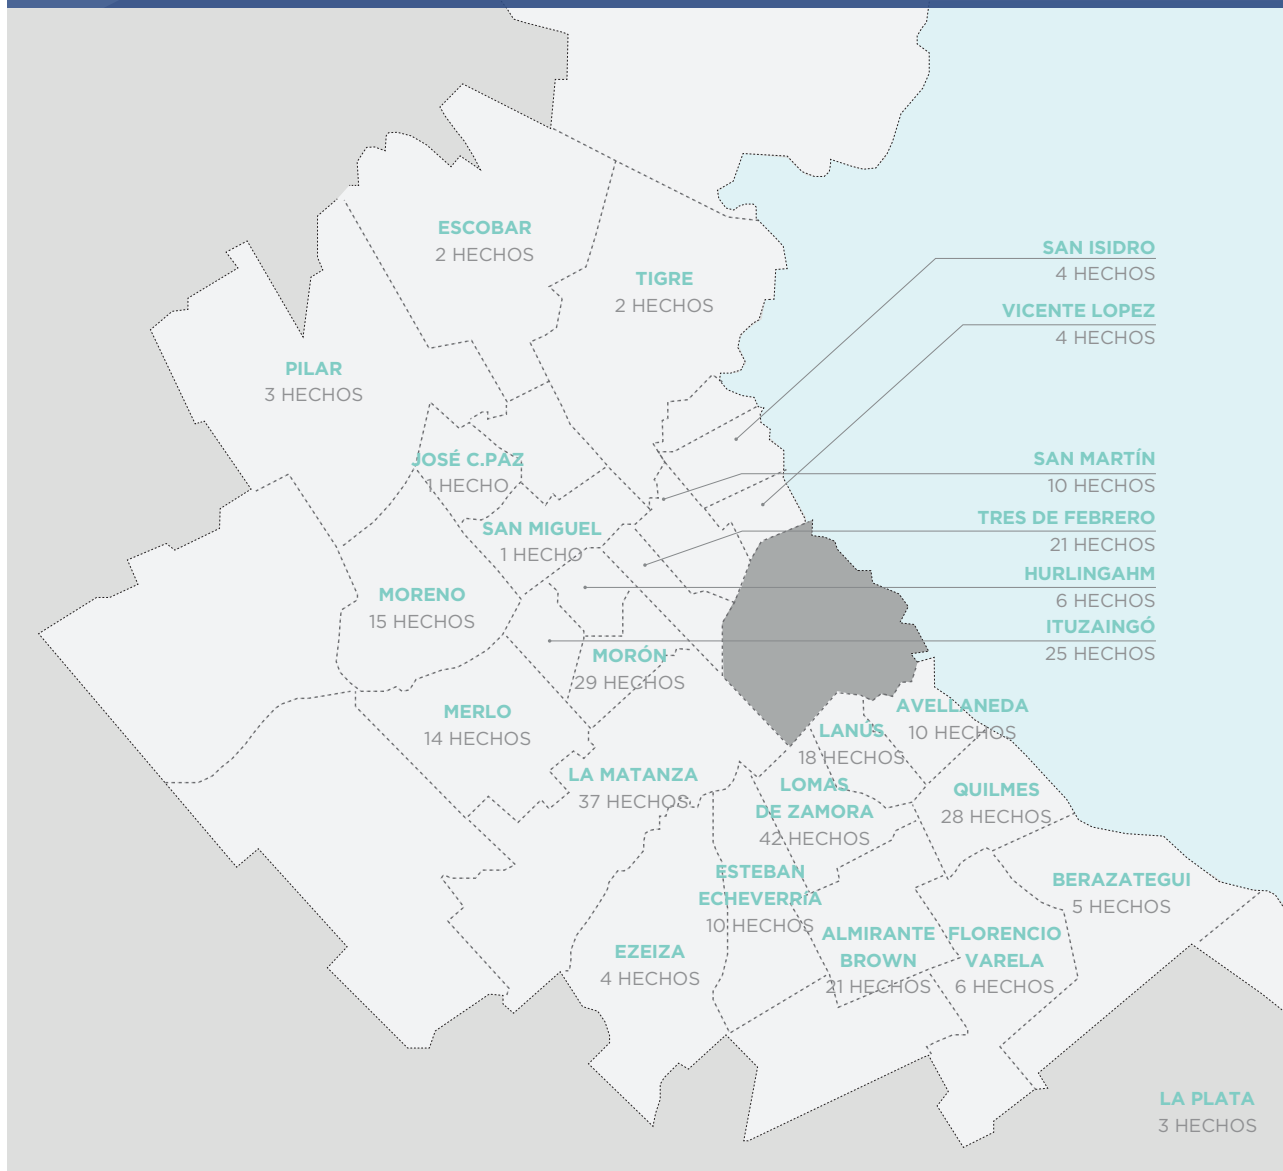 ESCOBAR
2 HECHOS
TIGRE
2 HECHOS
SAN ISIDRO
4 HECHOS
VICENTE LOPEZ
4 HECHOS
PILAR
3 HECHOS
JOSÉ C.PAZ
1 HECHO
SAN MARTÍN
10 HECHOS
SAN MIGUEL
1 HECHO
TRES DE FEBRERO
21 HECHOS
HURLINGAHM
6 HECHOS
MORENO
15 HECHOS
ITUZAINGÓ
25 HECHOS
MORÓN
29 HECHOS
MERLO
14 HECHOS
AVELLANEDA
10 HECHOS
LANÚS
18 HECHOS
LA MATANZA
37 HECHOS
LOMAS
DE ZAMORA
42 HECHOS
QUILMES
28 HECHOS
ESTEBAN
ECHEVERRÍA
10 HECHOS
BERAZATEGUI
5 HECHOS
EZEIZA
4 HECHOS
ALMIRANTE
BROWN
21 HECHOS
FLORENCIO
VARELA
6 HECHOS
LA PLATA
3 HECHOS